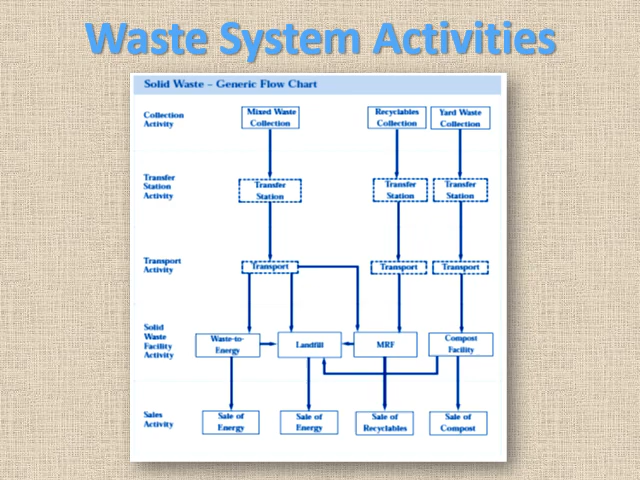 Waste System Activities
Solid Waste – Generic Flow Chart
Collection
Activity
Mixed Waste
Collection
Recyclables
Collection
Yard Waste
Collection
Transfer
Station
Activity
Transfer
Station
Transfer
Station
Transfer
Station
Transport
Activity
Transport
Transport
Transport
Solid
Waste
Facility
Activity
Waste-to-
Energy
Landfill
MRF
Compost
Facility
Sales
Activity
Sale of
Energy
Sale of
Energy
Sale of
Recyclables
Sale of
Compost